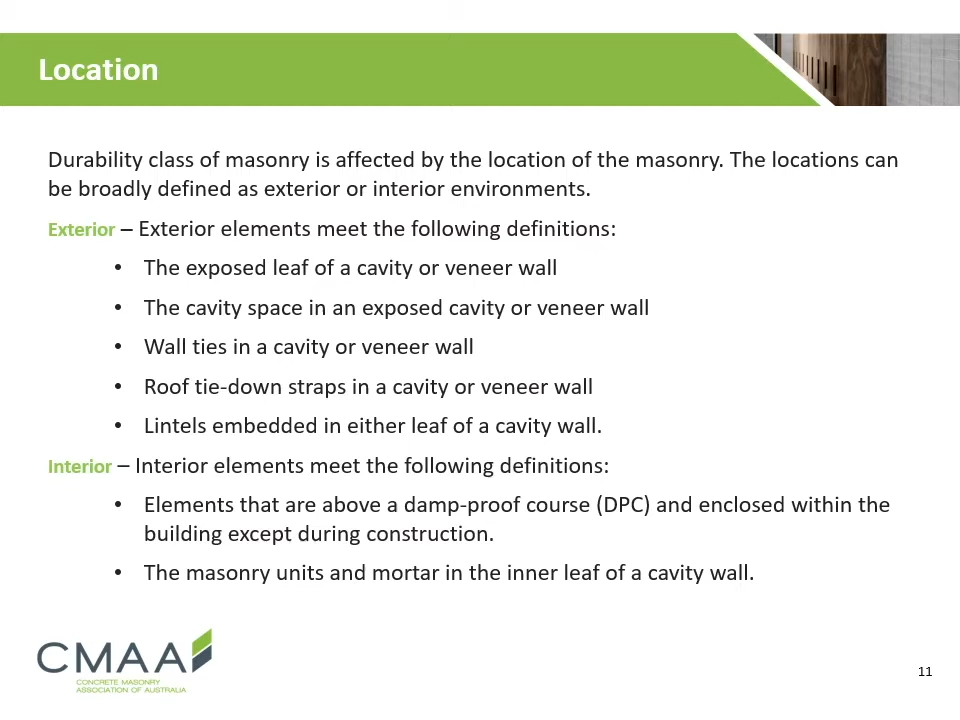 Location
Durability class of masonry is affected by the location of the masonry. The locations can
be broadly defined as exterior or interior environments.
Exterior – Exterior elements meet the following definitions:
• The exposed leaf of a cavity or veneer wall
• The cavity space in an exposed cavity or veneer wall
• Wall ties in a cavity or veneer wall
• Roof tie-down straps in a cavity or veneer wall
• Lintels embedded in either leaf of a cavity wall.
Interior – Interior elements meet the following definitions:
• Elements that are above a damp-proof course (DPC) and enclosed within the
building except during construction.
• The masonry units and mortar in the inner leaf of a cavity wall.
CMAA
CONCRETE MASONRY
ASSOCIATION OF AUSTRALIA
11